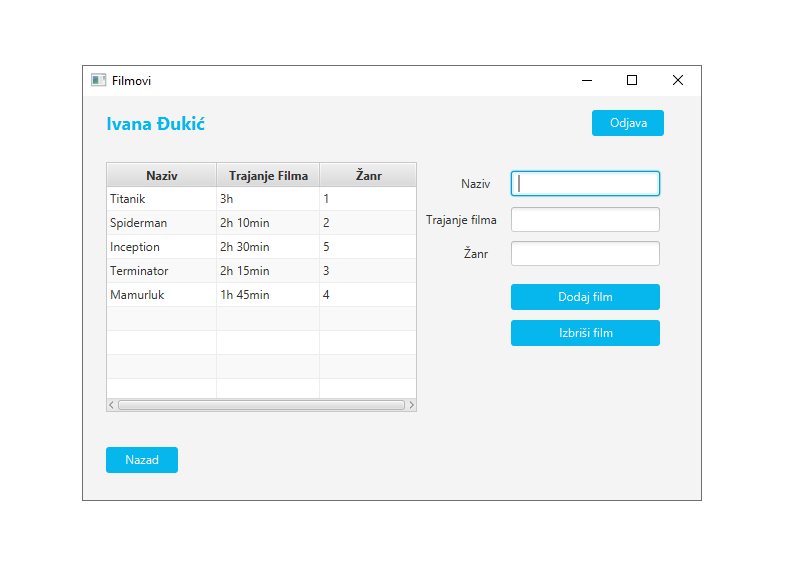 Filmovi
Ivana Đukić
Odjava
Naziv Trajanje Filma Žanr
Titanik 3h 1
Spiderman 2h 10min 2
Inception 2h 30min 5
Terminator 2h 15min 3
Mamurluk 1h 45min 4
Naziv
Trajanje filma
Žanr
Dodaj film
Izbriši film
Nazad